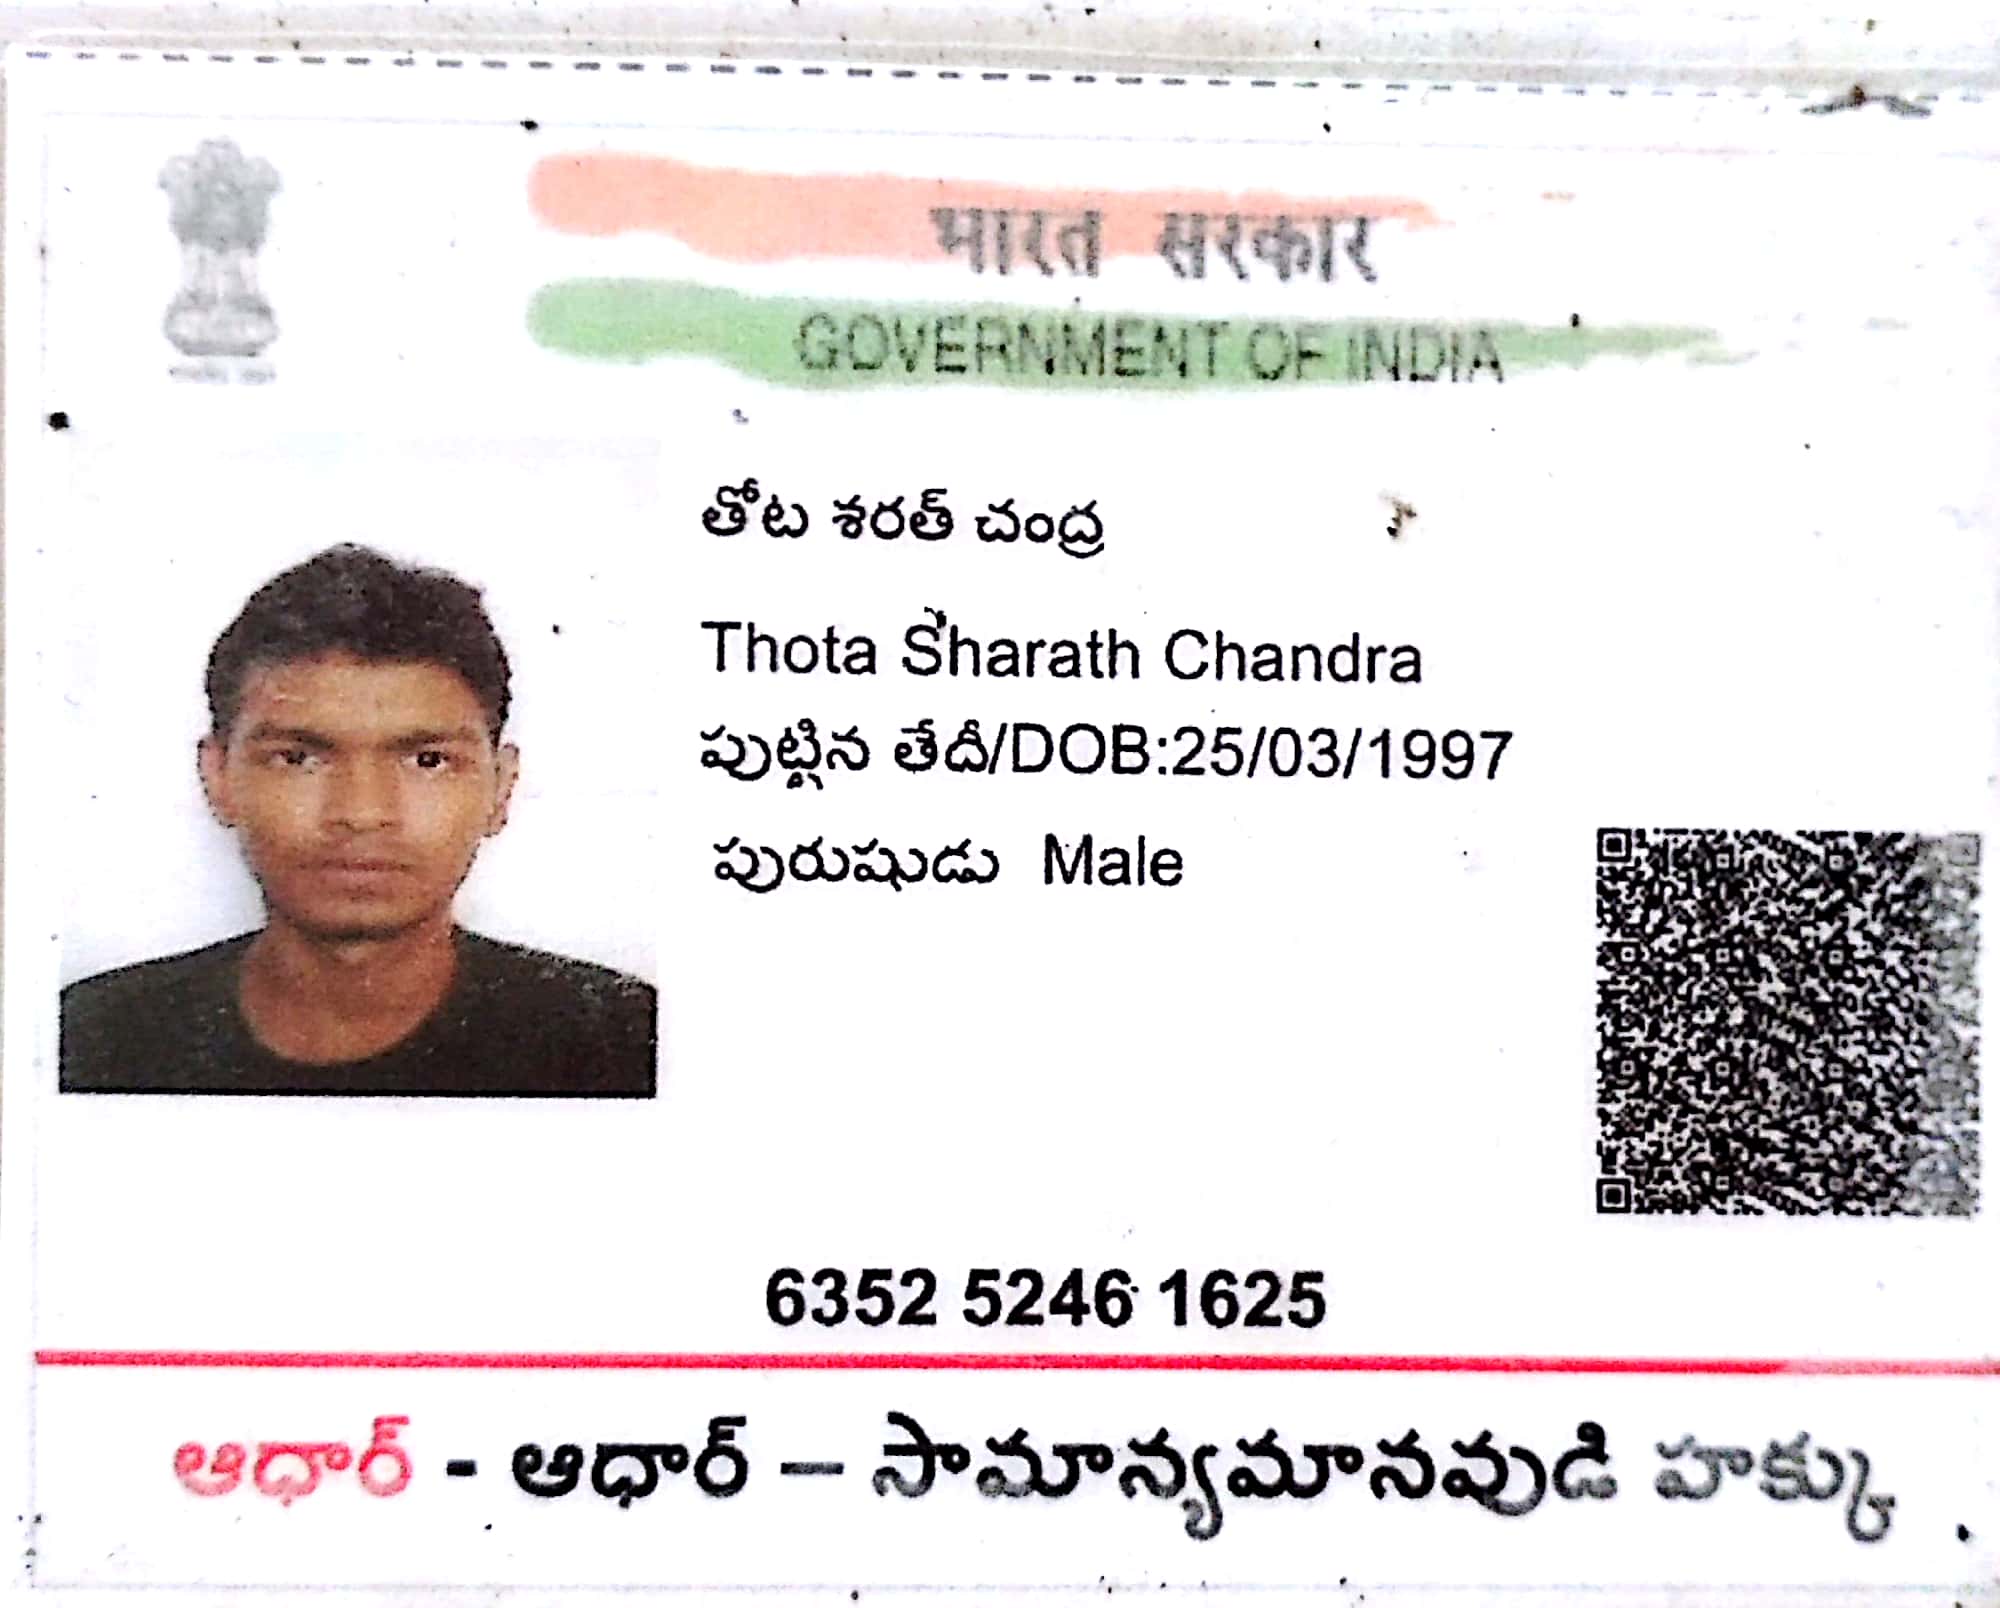 भारत सरकार
GOVERNMENT OF INDIA
తోట శరత్ చంద్ర
Thota Sharath Chandra
పుట్టిన తేదీ/DOB:25/03/1997
పురుషుడు Male
6352 5246 1625
ఆధార్ - ఆధార్ – సామాన్యమానవుడి హక్కు